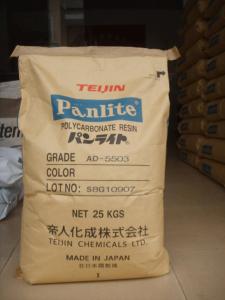 TEIJIN
Panlite®
POLYCARBONATE RESIN
パンライト®
GRADE AD-5503
COLOR
LOT NO: S8G10907
NET 25 KGS
帝人化成株式会社
TEIJIN CHEMICALS LTD.
MADE IN JAPAN